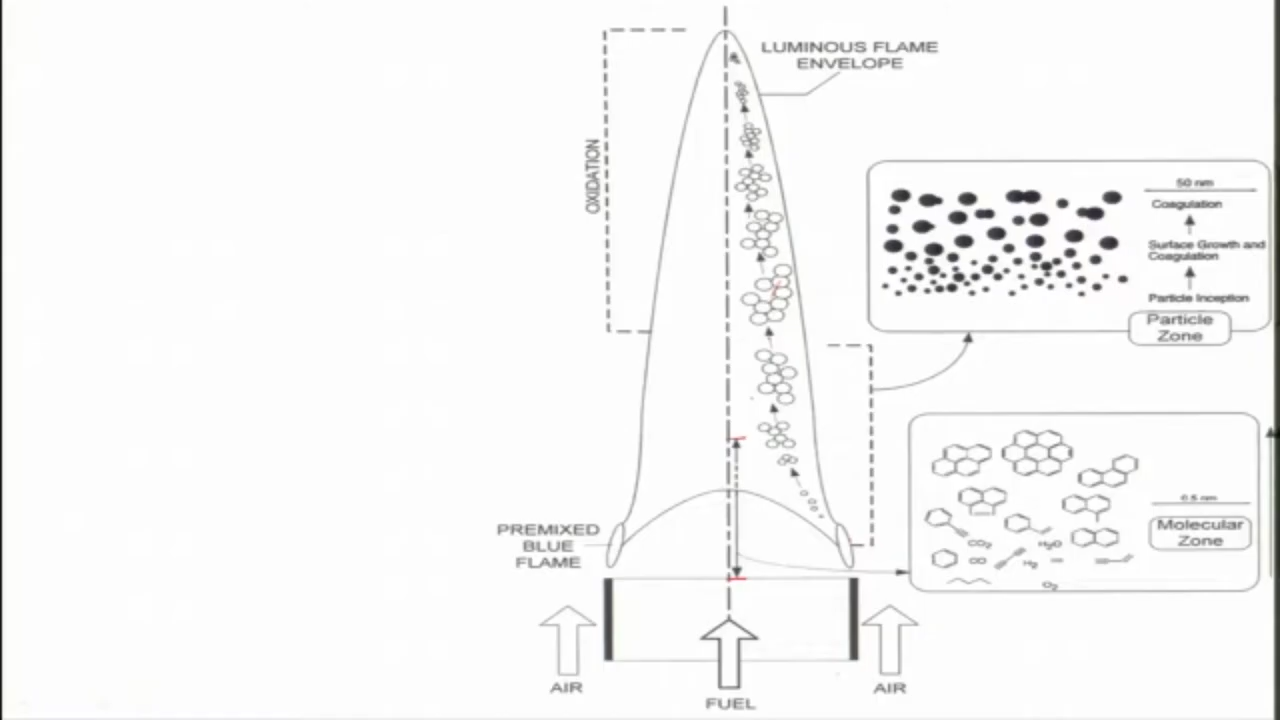 LUMINOUS FLAME
ENVELOPE
OXIDATION
50 nm
Coagulation
Surface Growth and
Coagulation
Particle Inception
Particle
Zone
0.5 nm
Molecular
Zone
CO2
H2O
CO
H2
O2
PREMIXED
BLUE
FLAME
AIR
FUEL
AIR